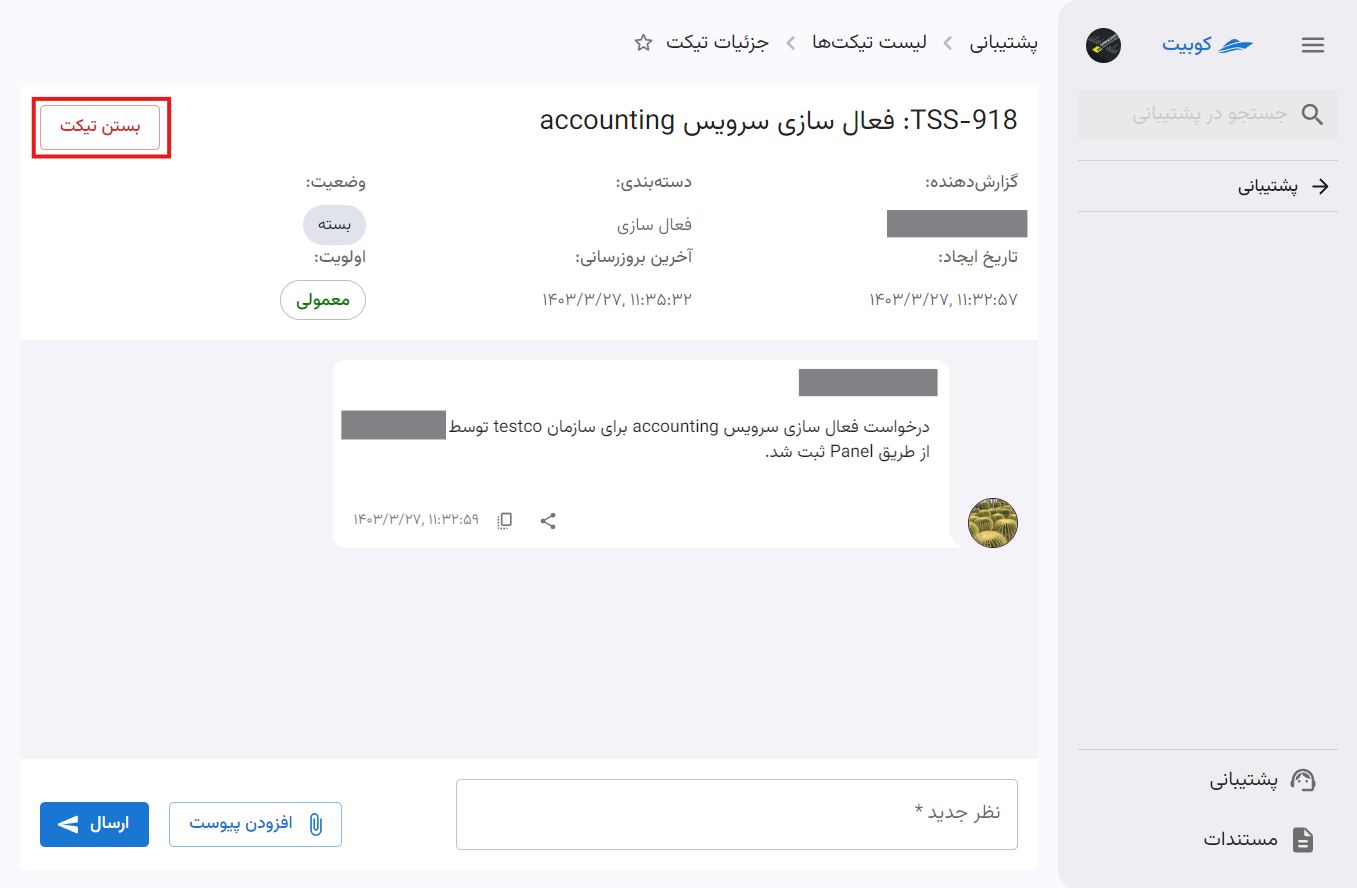 کوبیت
جستجو در پشتیبانی
پشتیبانی
پشتیبانی
مستندات
پشتیبانی
لیست تیکت‌ها
جزئیات تیکت
TSS-918: فعال سازی سرویس accounting
بستن تیکت
گزارش‌دهنده:
دسته‌بندی:
فعال سازی
وضعیت:
بسته
تاریخ ایجاد:
۱۴۰۳/۳/۲۷, ۱۱:۳۲:۵۷
آخرین بروزرسانی:
۱۴۰۳/۳/۲۷, ۱۱:۳۵:۳۲
اولویت:
معمولی
درخواست فعال سازی سرویس accounting برای سازمان testco توسط
از طریق Panel ثبت شد.
۱۴۰۳/۳/۲۷, ۱۱:۳۲:۵۹
نظر جدید *
افزودن پیوست
ارسال